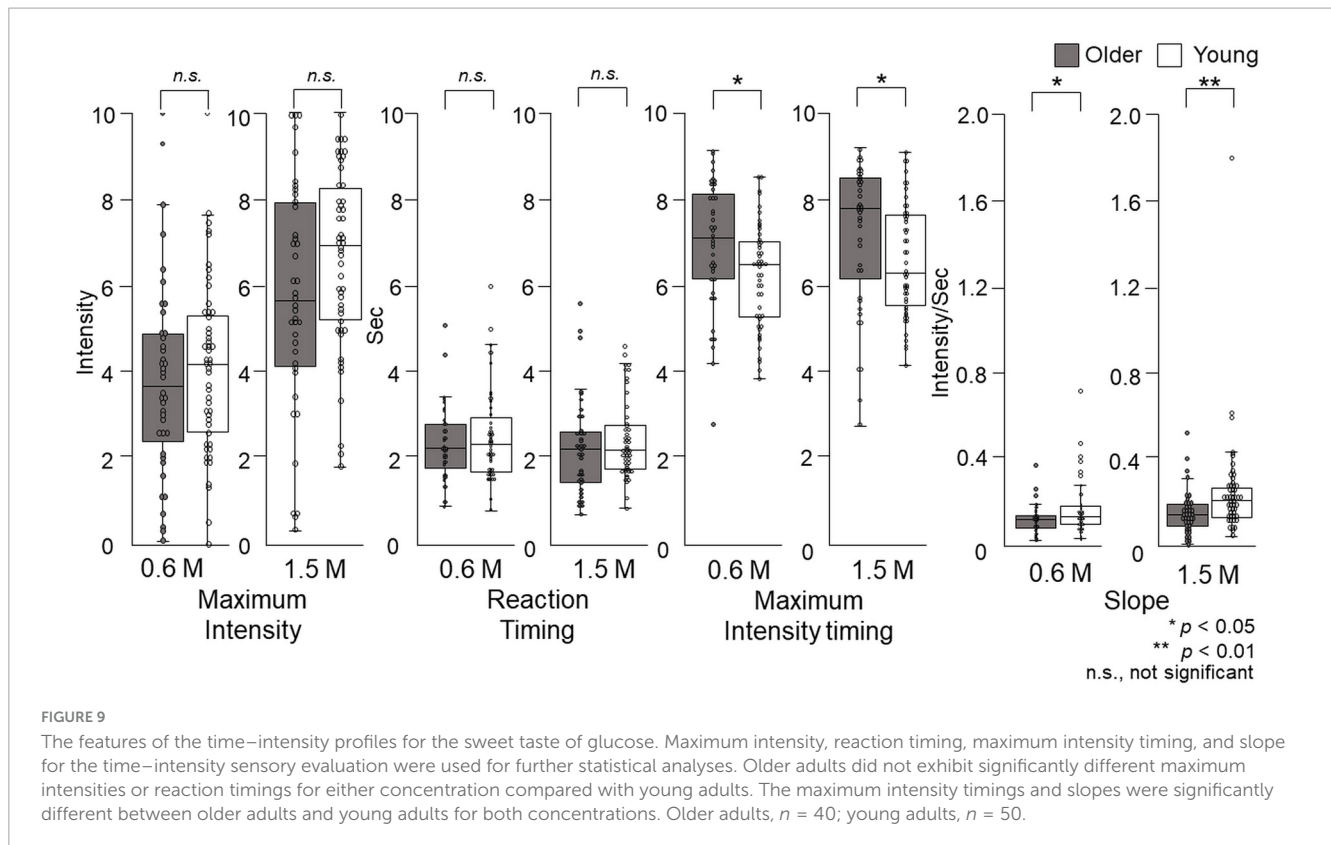 Older Young
n.s. n.s. n.s. n.s. * * * **
10 10 10 10 10 10 2.0 2.0
8 8 8 8 8 8 1.6 1.6
6 6 6 6 6 6 1.2 1.2
4 4 4 4 4 4 0.8 0.8
2 2 2 2 2 2 0.4 0.4
0 0 0 0 0 0 0 0
Intensity
Sec
Intensity/Sec
0.6 M 1.5 M 0.6 M 1.5 M 0.6 M 1.5 M 0.6 M 1.5 M
Maximum
Intensity
Reaction
Timing
Maximum
Intensity timing
Slope
* p < 0.05
** p < 0.01
n.s., not significant
FIGURE 9
The features of the time–intensity profiles for the sweet taste of glucose. Maximum intensity, reaction timing, maximum intensity timing, and slope
for the time–intensity sensory evaluation were used for further statistical analyses. Older adults did not exhibit significantly different maximum
intensities or reaction timings for either concentration compared with young adults. The maximum intensity timings and slopes were significantly
different between older adults and young adults for both concentrations. Older adults, n = 40; young adults, n = 50.